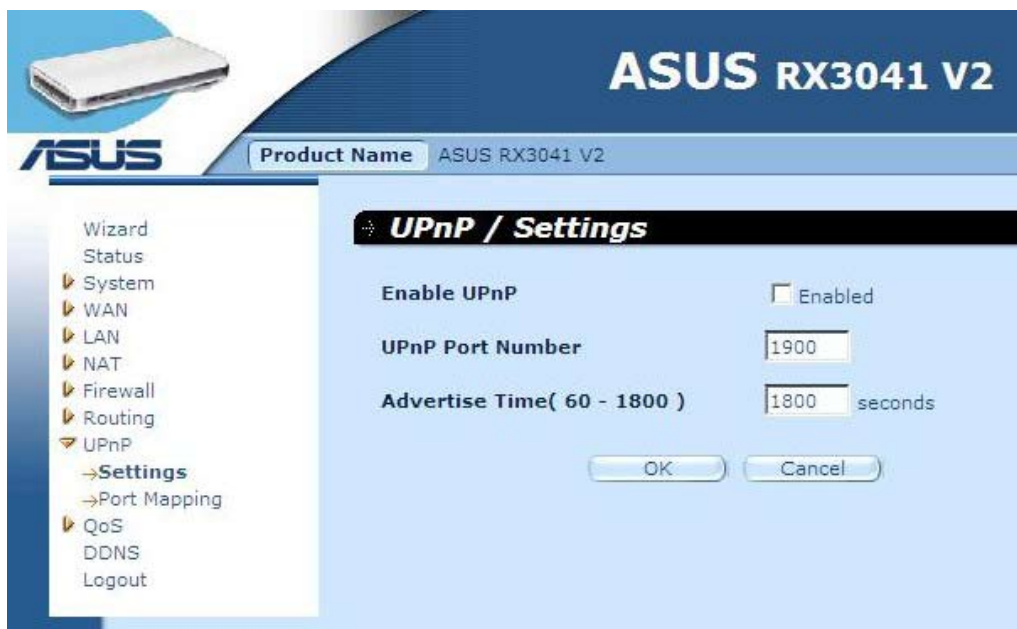 ASUS RX3041 V2
ASUS
Product Name ASUS RX3041 V2
Wizard
Status
System
WAN
LAN
NAT
Firewall
Routing
UPnP
→Settings
→Port Mapping
QoS
DDNS
Logout
UPnP / Settings
Enable UPnP Enabled
UPnP Port Number 1900
Advertise Time( 60 - 1800 ) 1800 seconds
OK Cancel